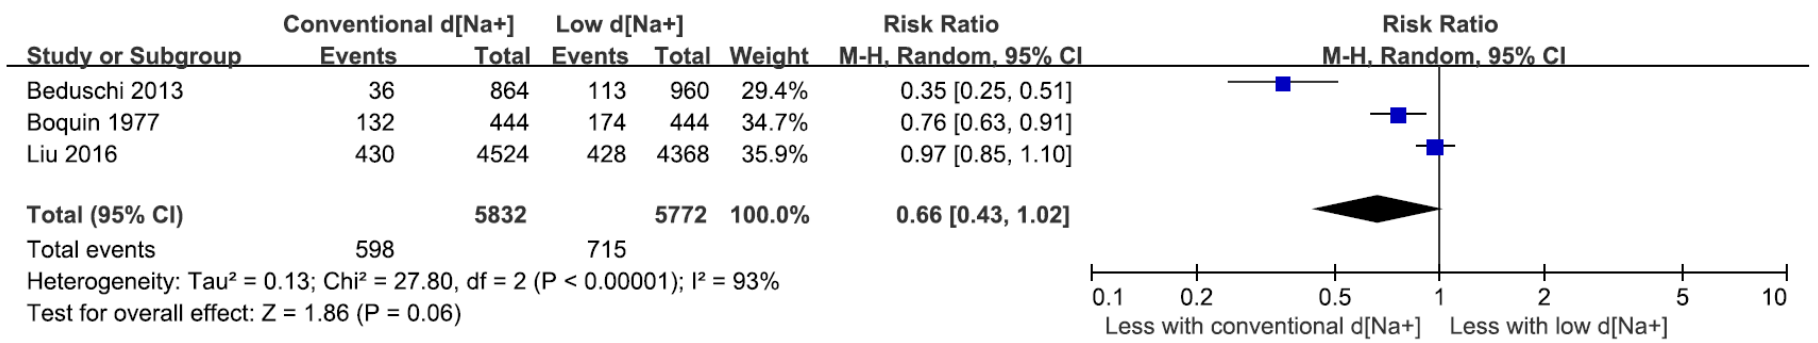 Conventional d[Na+] Low d[Na+] Risk Ratio Risk Ratio
Study or Subgroup Events Total Events Total Weight M-H, Random, 95% CI M-H, Random, 95% CI
Beduschi 2013 36 864 113 960 29.4% 0.35 [0.25, 0.51]
Boquin 1977 132 444 174 444 34.7% 0.76 [0.63, 0.91]
Liu 2016 430 4524 428 4368 35.9% 0.97 [0.85, 1.10]
Total (95% CI) 5832 5772 100.0% 0.66 [0.43, 1.02]
Total events 598 715
Heterogeneity: Tau² = 0.13; Chi² = 27.80, df = 2 (P < 0.00001); I² = 93%
Test for overall effect: Z = 1.86 (P = 0.06)
0.1 0.2 0.5 1 2 5 10
Less with conventional d[Na+] Less with low d[Na+]